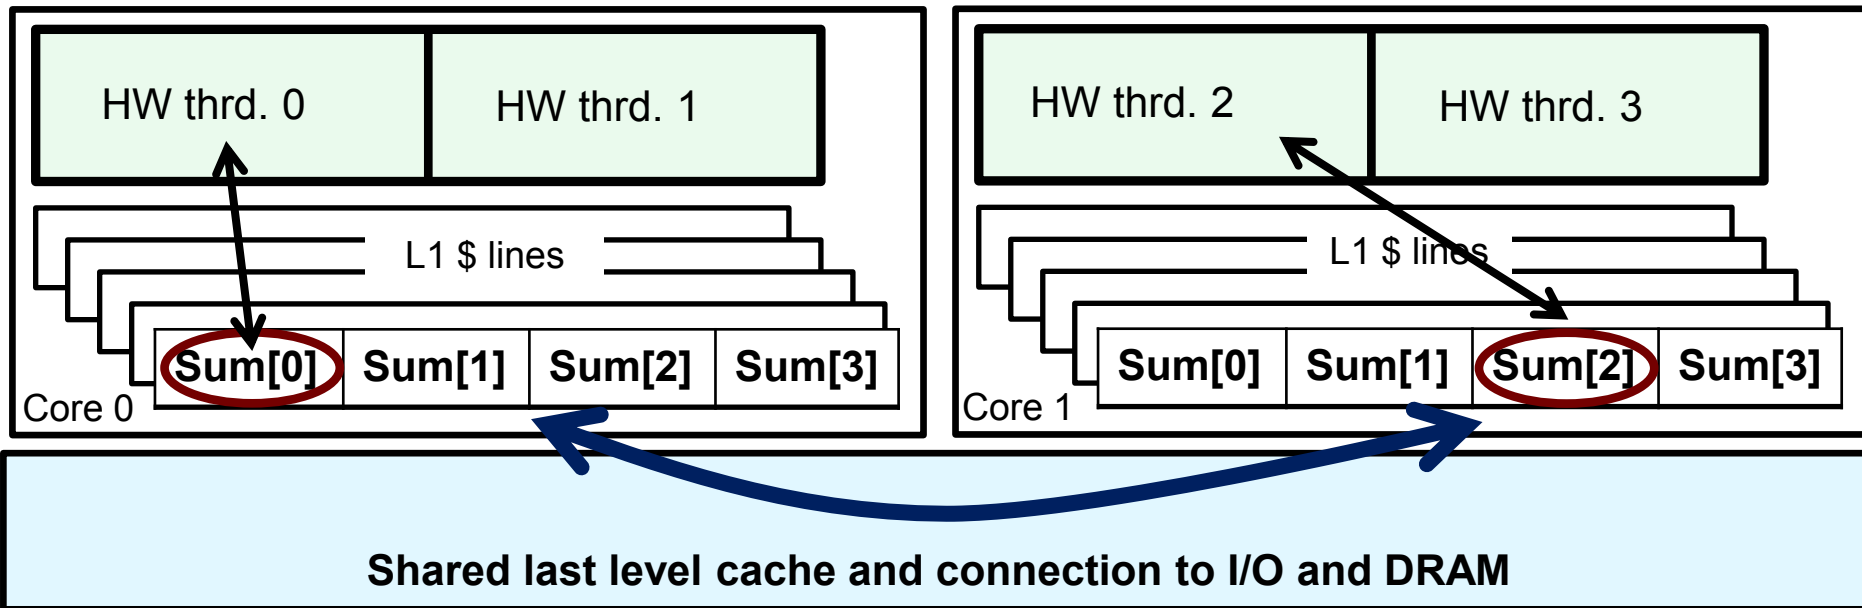 HW thrd. 0
HW thrd. 1
L1 $ lines
Sum[0] Sum[1] Sum[2] Sum[3]
Core 0
HW thrd. 2
HW thrd. 3
L1 $ lines
Sum[0] Sum[1] Sum[2] Sum[3]
Core 1
Shared last level cache and connection to I/O and DRAM